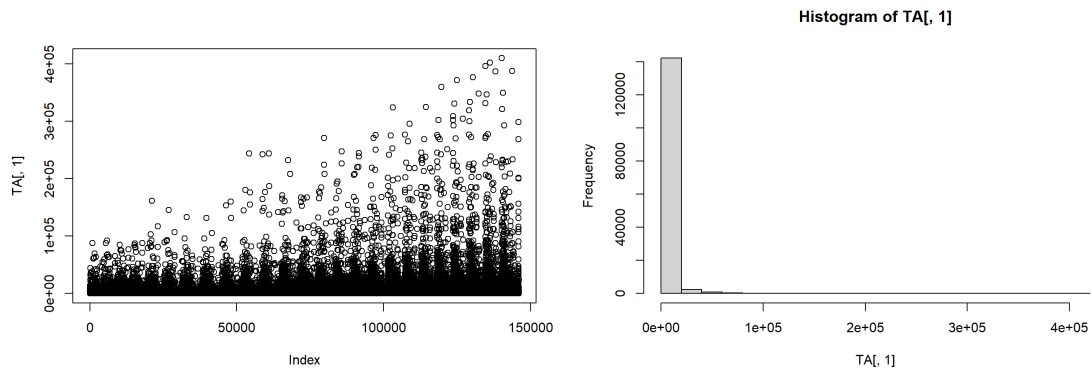 TA[, 1]
0e+00 1e+05 2e+05 3e+05 4e+05
0 50000 100000 150000
Index
Histogram of TA[, 1]
Frequency
0 40000 80000 120000
0e+00 1e+05 2e+05 3e+05 4e+05
TA[, 1]